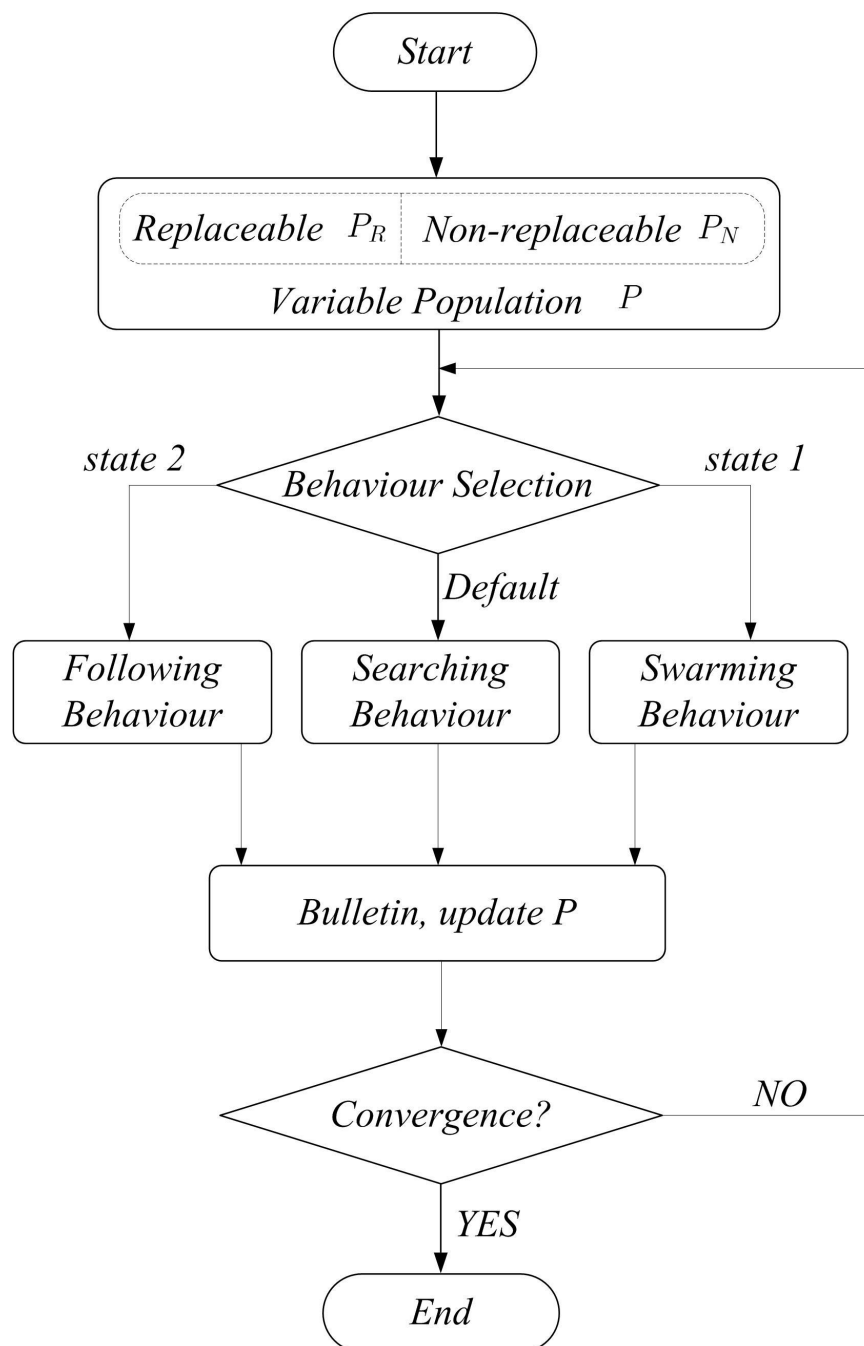 Start
Replaceable P_R Non-replaceable P_N
Variable Population P
state 2
state 1
Behaviour Selection
Default
Following
Behaviour
Searching
Behaviour
Swarming
Behaviour
Bulletin, update P
Convergence?
NO
YES
End